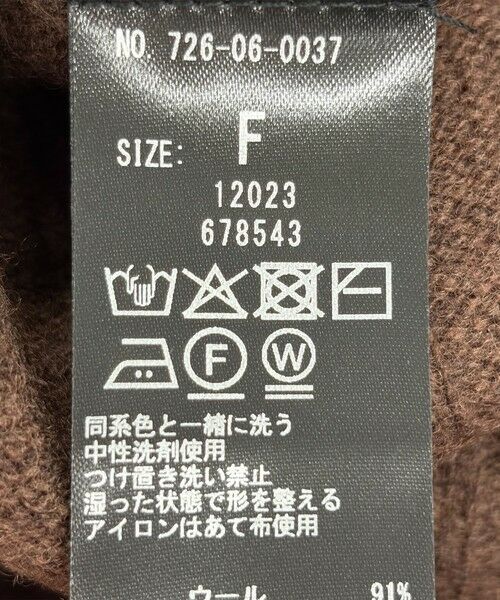 NO 726-06-0037
SIZE: F
12023
678543
F W
同系色と一緒に洗う
中性洗剤使用
つけ置き洗い禁止
湿った状態で形を整える
アイロンはあて布使用
ウール 91%